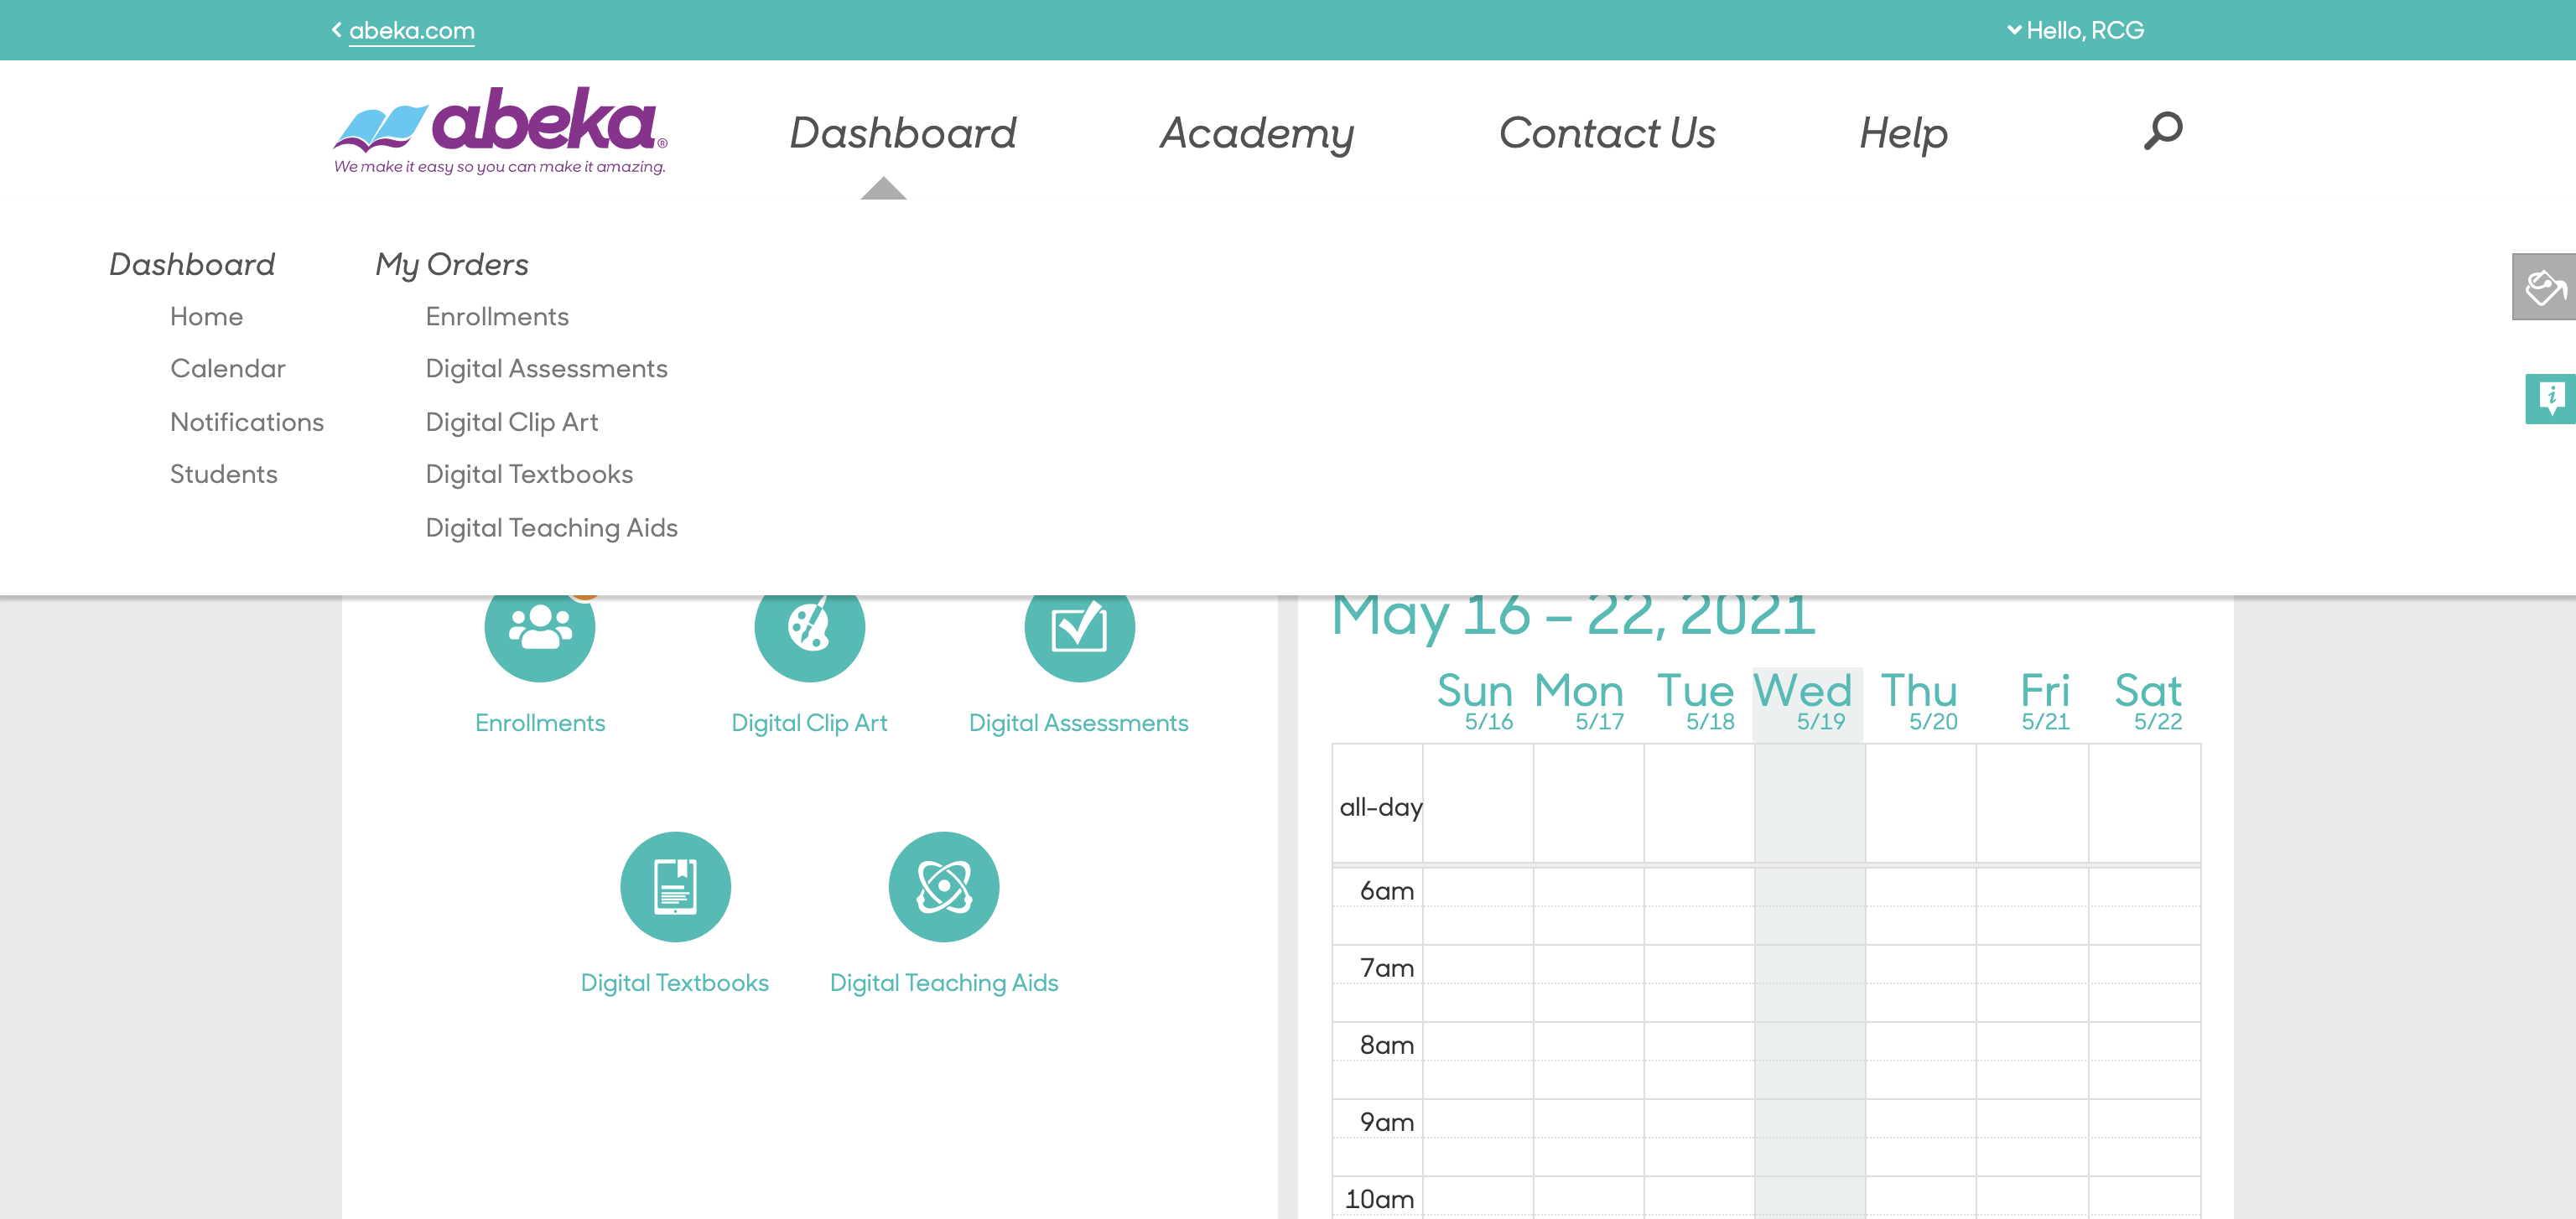 abeka.com
Hello, RCG
abeka®
We make it easy so you can make it amazing.
Dashboard
Academy
Contact Us
Help
Dashboard
Home
Calendar
Notifications
Students
My Orders
Enrollments
Digital Assessments
Digital Clip Art
Digital Textbooks
Digital Teaching Aids
Enrollments
Digital Clip Art
Digital Assessments
Digital Textbooks
Digital Teaching Aids
May 16 – 22, 2021
Sun Mon Tue Wed Thu Fri Sat
5/16 5/17 5/18 5/19 5/20 5/21 5/22
all-day
6am
7am
8am
9am
10am